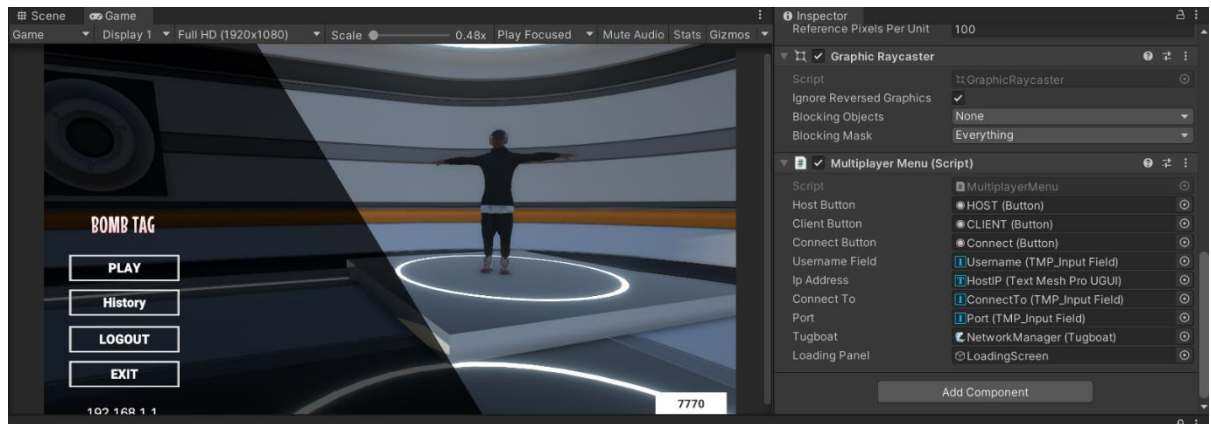 Scene Game
Game Display 1 Full HD (1920x1080) Scale 0.48x Play Focused Mute Audio Stats Gizmos
BOMB TAG
PLAY
History
LOGOUT
EXIT
192.168.1.1
7770
Inspector
Reference Pixels Per Unit 100
Graphic Raycaster
Script GraphicRaycaster
Ignore Reversed Graphics
Blocking Objects None
Blocking Mask Everything
# Multiplayer Menu (Script)
Script MultiplayerMenu
Host Button HOST (Button)
Client Button CLIENT (Button)
Connect Button Connect (Button)
Username Field Username (TMP_Input Field)
Ip Address HostIP (Text Mesh Pro UGUI)
Connect To ConnectTo (TMP_Input Field)
Port Port (TMP_Input Field)
Tugboat NetworkManager (Tugboat)
Loading Panel LoadingScreen
Add Component